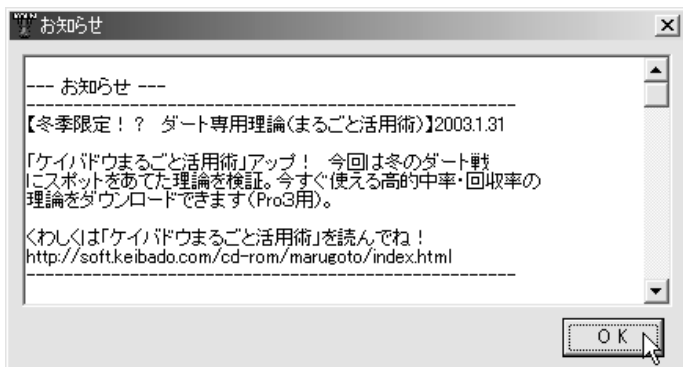 お知らせ
--- お知らせ ---
------------------------------------------------------
【冬季限定！？　ダート専用理論(まるごと活用術)】2003.1.31
「ケイバドウまるごと活用術」アップ！　今回は冬のダート戦
にスポットをあてた理論を検証。今すぐ使える高的中率・回収率の
理論をダウンロードできます(Pro3用)。
くわしくは「ケイバドウまるごと活用術」を読んでね！
http://soft.keibado.com/cd-rom/marugoto/index.html
------------------------------------------------------
ＯＫ